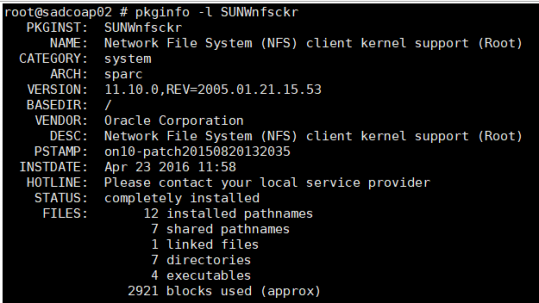 root@sadcoap02 # pkginfo -l SUNWnfsckr
PKGINST: SUNWnfsckr
NAME: Network File System (NFS) client kernel support (Root)
CATEGORY: system
ARCH: sparc
VERSION: 11.10.0,REV=2005.01.21.15.53
BASEDIR: /
VENDOR: Oracle Corporation
DESC: Network File System (NFS) client kernel support (Root)
PSTAMP: on10-patch20150820132035
INSTDATE: Apr 23 2016 11:58
HOTLINE: Please contact your local service provider
STATUS: completely installed
FILES: 12 installed pathnames
7 shared pathnames
1 linked files
7 directories
4 executables
2921 blocks used (approx)